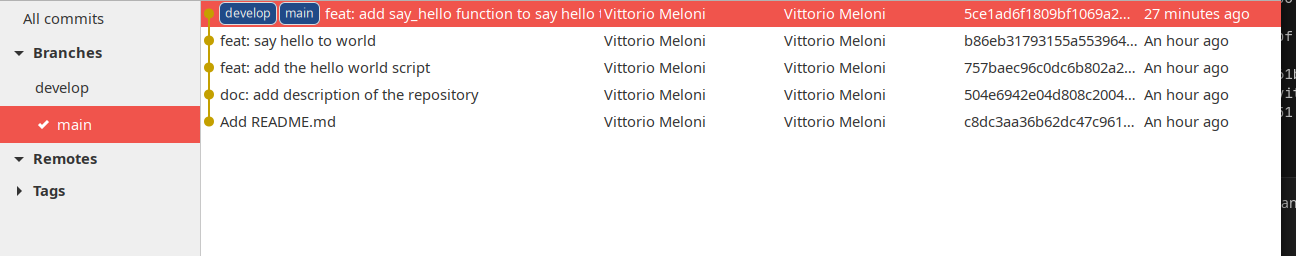 All commits
Branches
develop
main
Remotes
Tags
develop main feat: add say_hello function to say hello Vittorio Meloni Vittorio Meloni 5ce1ad6f1809bf1069a2... 27 minutes ago
feat: say hello to world Vittorio Meloni Vittorio Meloni b86eb31793155a553964... An hour ago
feat: add the hello world script Vittorio Meloni Vittorio Meloni 757baec96c0dc6b802a2... An hour ago
doc: add description of the repository Vittorio Meloni Vittorio Meloni 504e6942e04d808c2004... An hour ago
Add README.md Vittorio Meloni Vittorio Meloni c8dc3aa36b62dc47c961... An hour ago